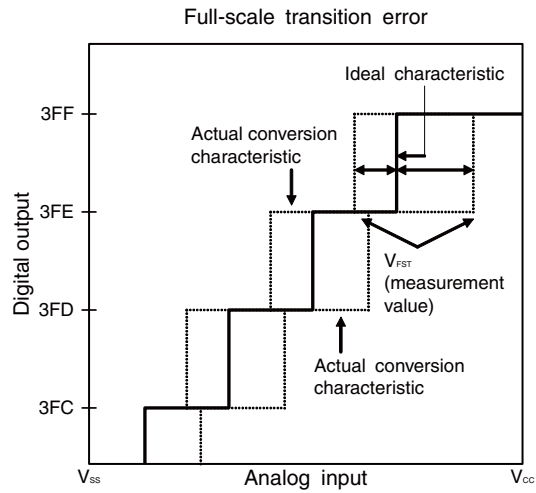 Full-scale transition error
Ideal characteristic
3FF
Actual conversion
characteristic
3FE
Digital output
VFST
(measurement
value)
3FD
Actual conversion
characteristic
3FC
VSS
Analog input
VCC